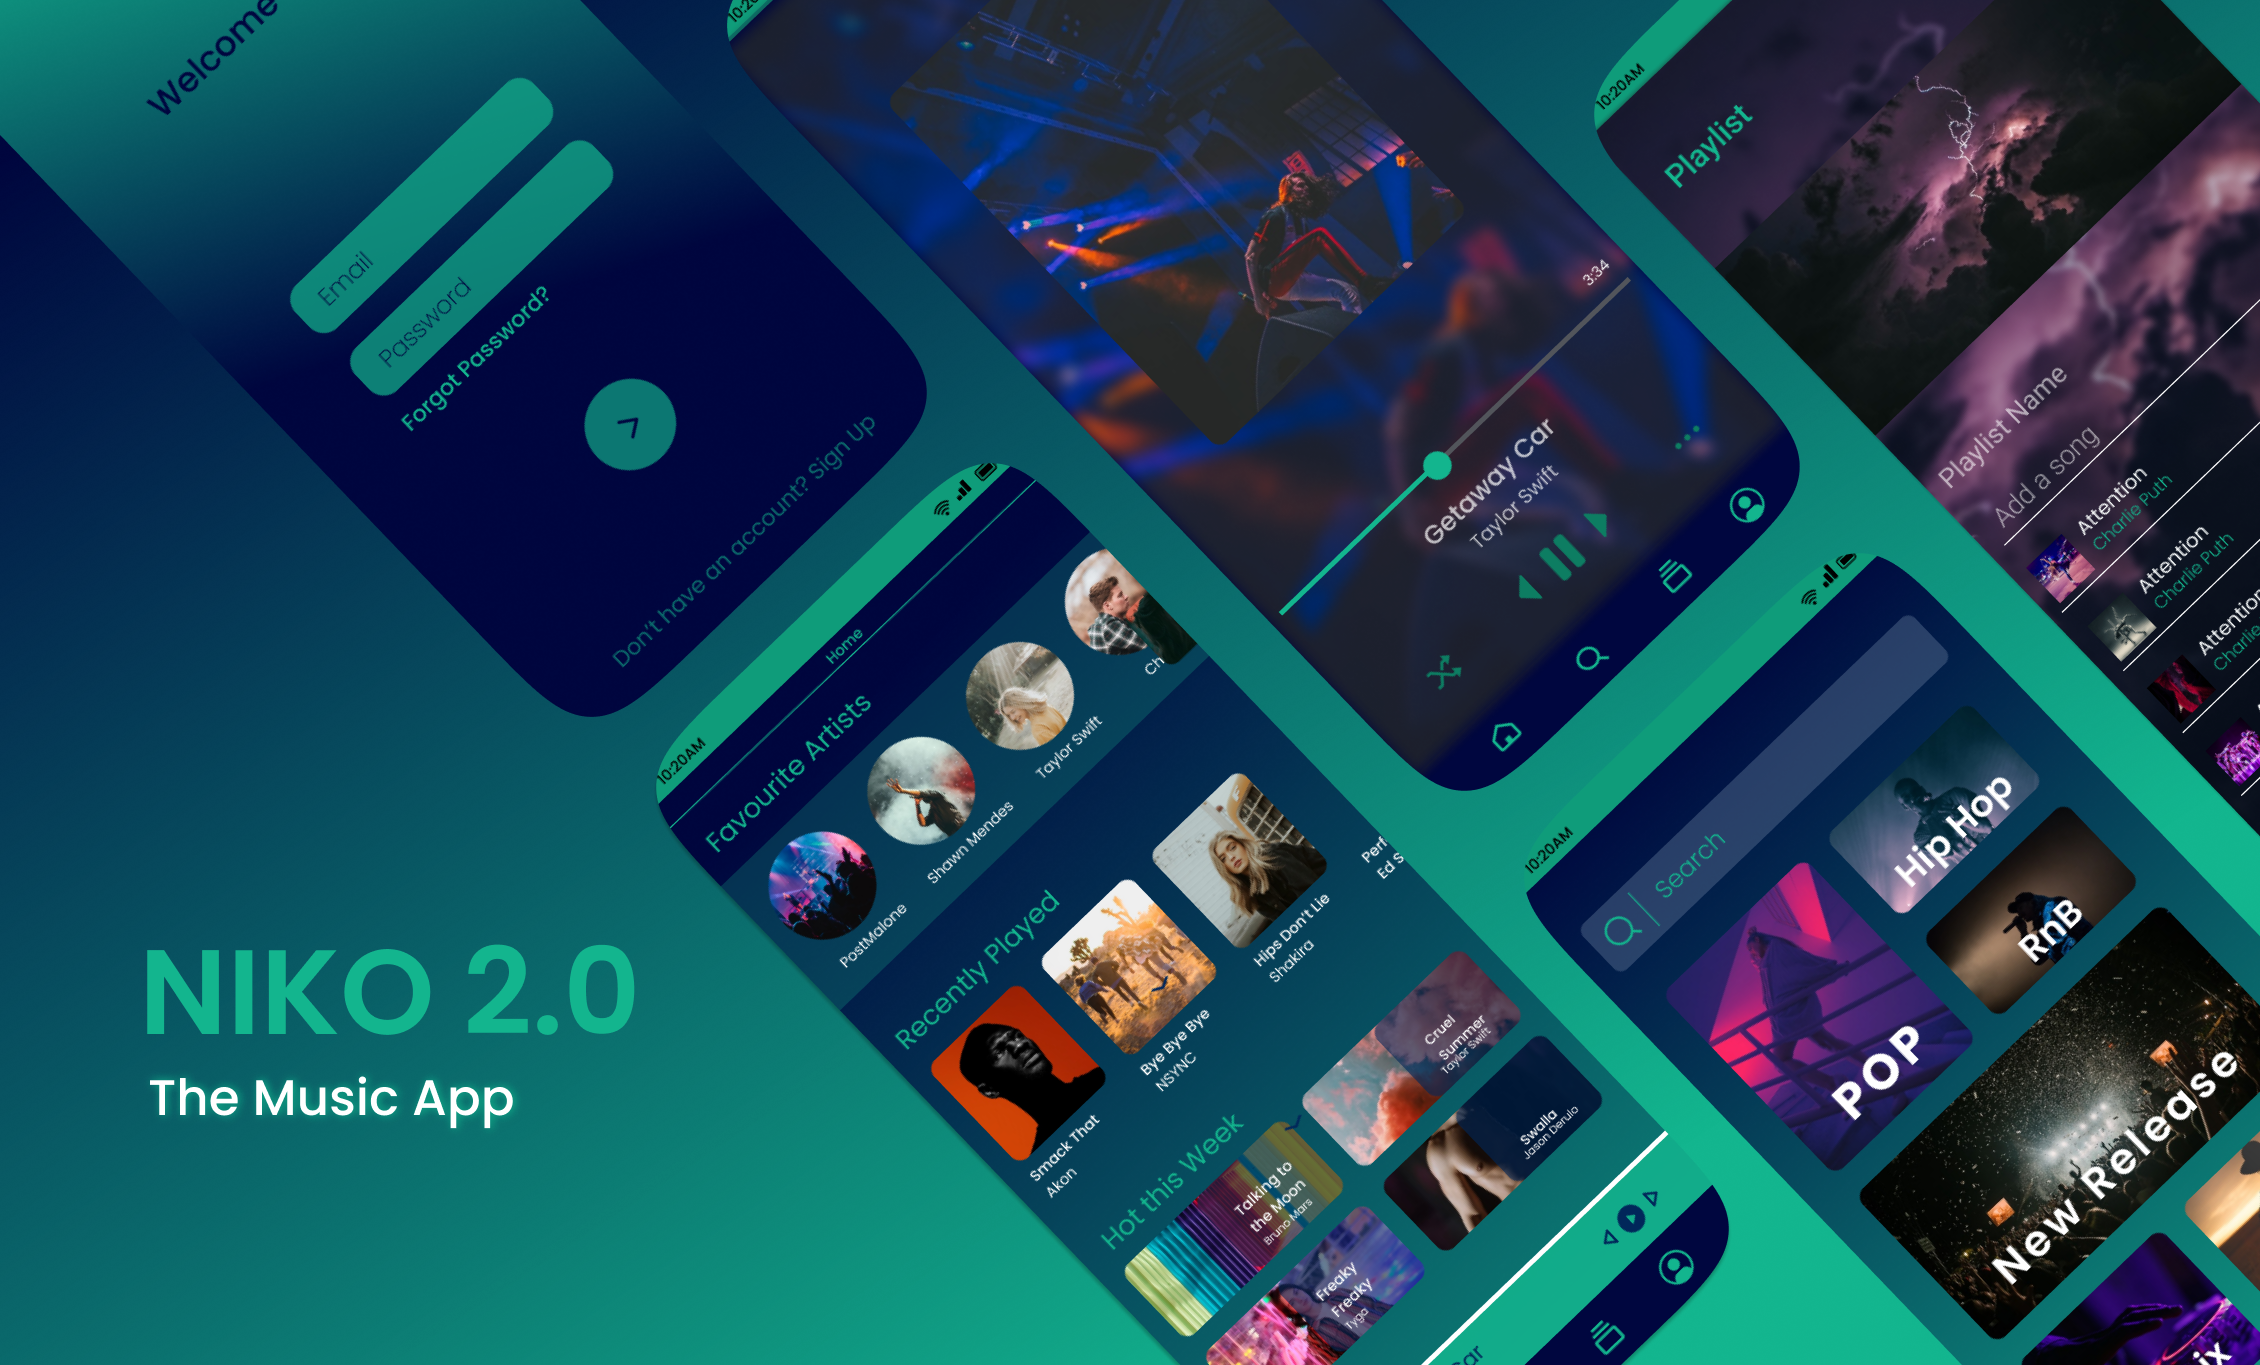 Welcome
Email
Password
Forgot Password?
Don't have an account? Sign Up
3:34
Getaway Car
Taylor Swift
10:20AM
Playlist
Playlist Name
Add a song
Attention
Charlie Puth
Attention
Charlie Puth
Attention
Charlie
10:20AM
Home
Favourite Artists
PostMalone
Shawn Mendes
Taylor Swift
Ch
Recently Played
Smack That
Akon
Bye Bye Bye
NSYNC
Hips Don't Lie
Shakira
Perf
Ed S
Hot this Week
Talking to
the Moon
Bruno Mars
Cruel
Summer
Taylor Swift
Freaky
Freaky
Tyga
Swalla
Jason Derulo
10:20AM
Search
POP
Hip Hop
RnB
New Release
NIKO 2.0
The Music App